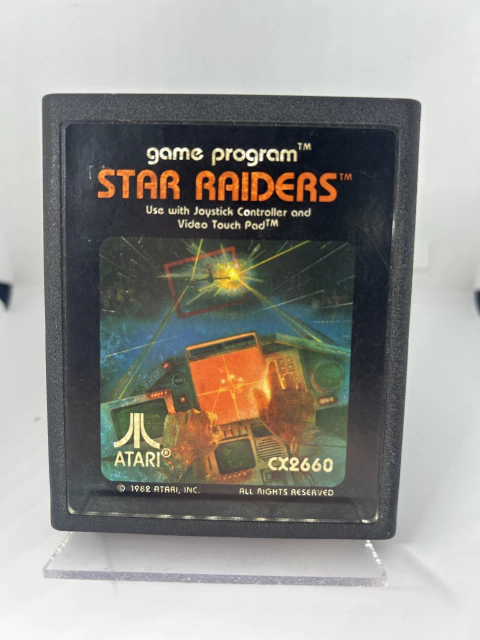 game program™
STAR RAIDERS™
Use with Joystick Controller and
Video Touch Pad™
ATARI®
CX2660
© 1982 ATARI, INC.
ALL RIGHTS RESERVED